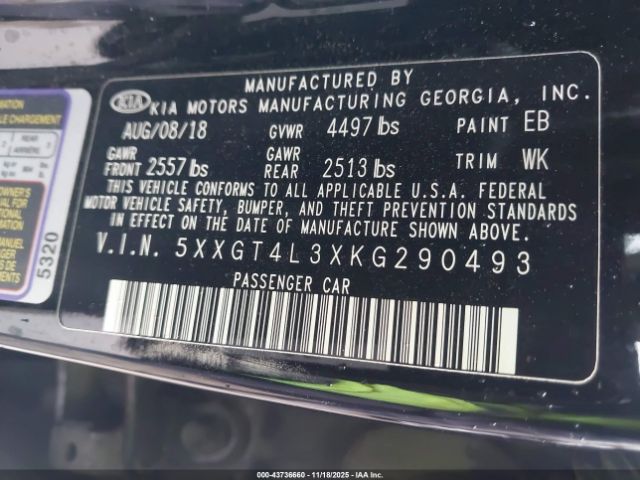 MANUFACTURED BY
KIA KIA MOTORS MANUFACTURING GEORGIA, INC.
AUG/08/18 GVWR 4497 lbs PAINT EB
GAWR FRONT 2557 lbs GAWR REAR 2513 lbs TRIM WK
THIS VEHICLE CONFORMS TO ALL APPLICABLE U.S.A. FEDERAL
MOTOR VEHICLE SAFETY, BUMPER, AND THEFT PREVENTION STANDARDS
IN EFFECT ON THE DATE OF MANUFACTURE SHOWN ABOVE.
V.I.N. 5XXGT4L3XKG290493
PASSENGER CAR
5320
000-43736660 - 11/18/2025 - IAAC Inc.